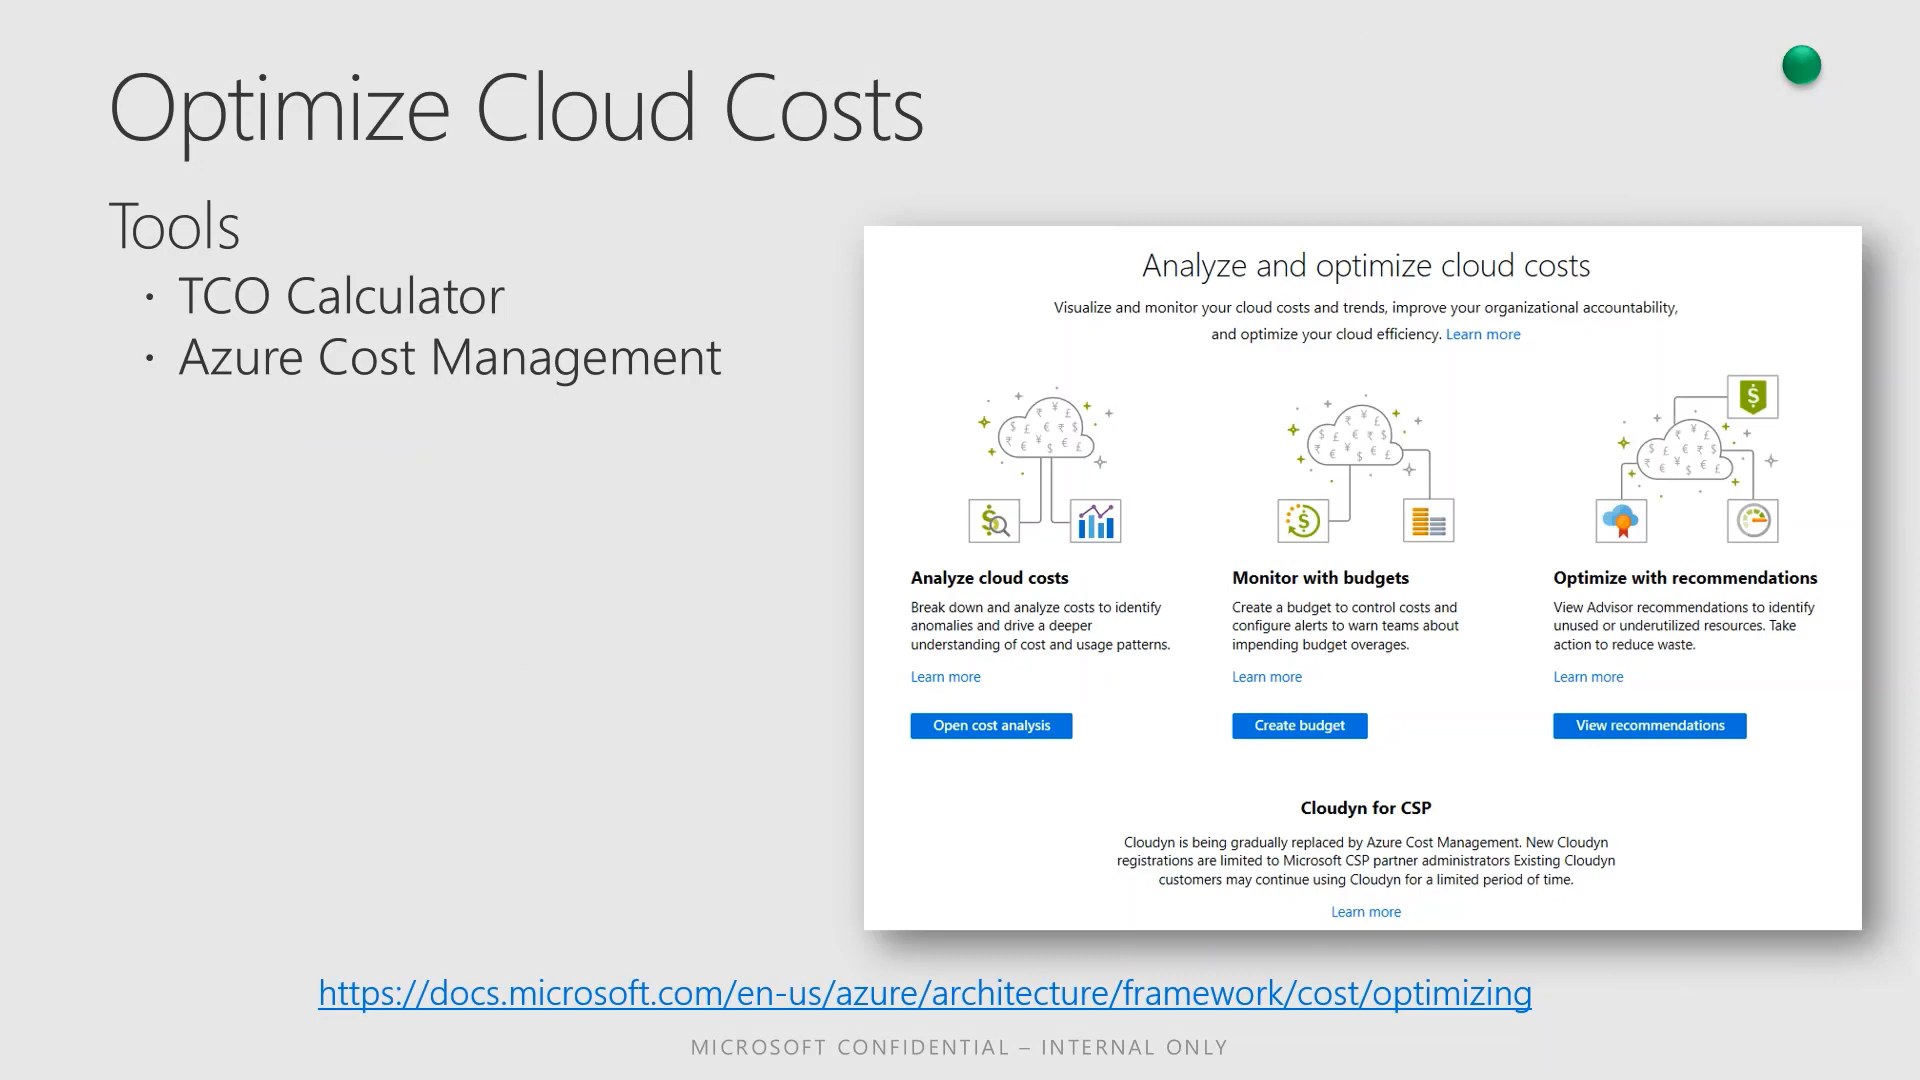 Optimize Cloud Costs
Tools
· TCO Calculator
· Azure Cost Management
Analyze and optimize cloud costs
Visualize and monitor your cloud costs and trends, improve your organizational accountability,
and optimize your cloud efficiency. Learn more
Analyze cloud costs
Break down and analyze costs to identify
anomalies and drive a deeper
understanding of cost and usage patterns.
Learn more
Open cost analysis
Monitor with budgets
Create a budget to control costs and
configure alerts to warn teams about
impending budget overages.
Learn more
Create budget
Optimize with recommendations
View Advisor recommendations to identify
unused or underutilized resources. Take
action to reduce waste.
Learn more
View recommendations
Cloudyn for CSP
Cloudyn is being gradually replaced by Azure Cost Management. New Cloudyn
registrations are limited to Microsoft CSP partner administrators Existing Cloudyn
customers may continue using Cloudyn for a limited period of time.
Learn more
https://docs.microsoft.com/en-us/azure/architecture/framework/cost/optimizing
MICROSOFT CONFIDENTIAL – INTERNAL ONLY